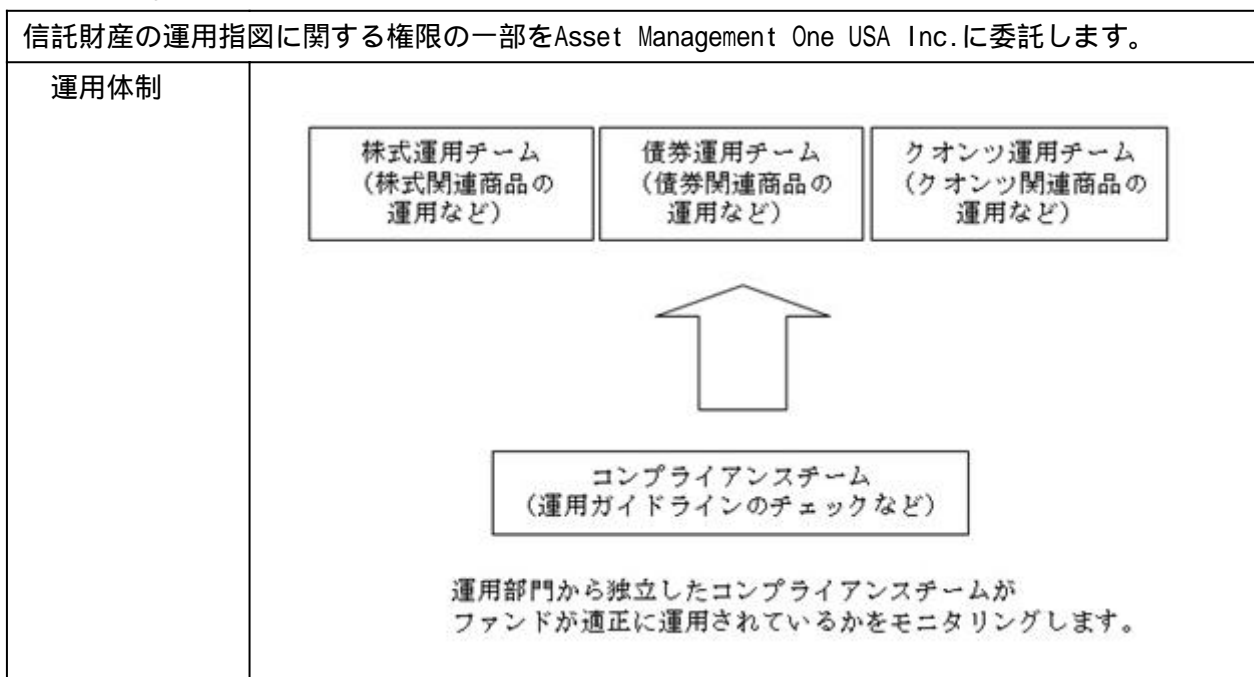 信託財産の運用指図に関する権限の一部をAsset Management One USA Inc.に委託します。
運用体制
株式運用チーム
（株式関連商品の
運用など）
債券運用チーム
（債券関連商品の
運用など）
クオンツ運用チーム
（クオンツ関連商品の
運用など）
コンプライアンスチーム
（運用ガイドラインのチェックなど）
運用部門から独立したコンプライアンスチームが
ファンドが適正に運用されているかをモニタリングします。